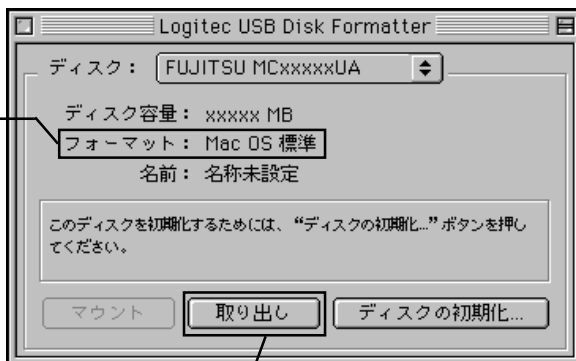 Logitec USB Disk Formatter
ディスク： FUJITSU MCxxxxxUA
ディスク容量： xxxxx MB
フォーマット： Mac OS 標準
名前： 名称未設定
このディスクを初期化するためには、“ディスクの初期化...”ボタンを押し
てください。
マウント 取り出し ディスクの初期化...